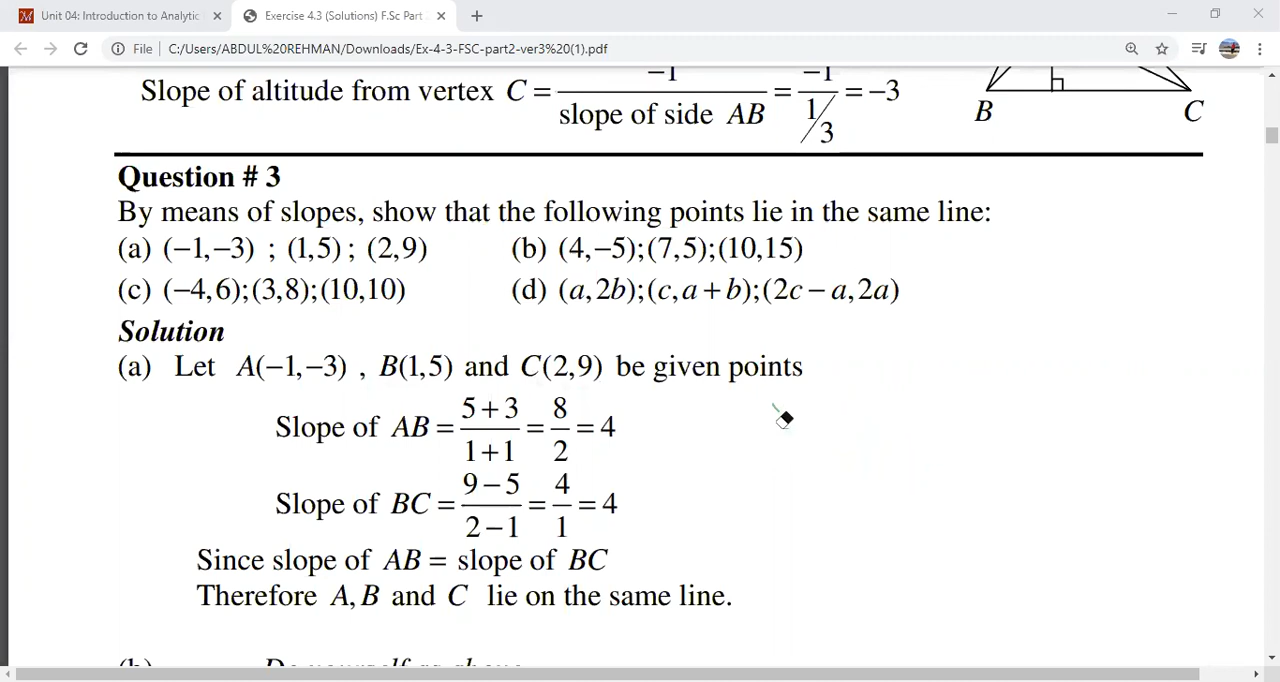 Unit 04: Introduction to Analytic
Exercise 4.3 (Solutions) F.Sc Part
File | C:/Users/ABDUL%20REHMAN/Downloads/Ex-4-3-FSC-part2-ver3%20(1).pdf
Slope of altitude from vertex C = −1 / slope of side AB = −1 / 1/3 = −3
B C
Question # 3
By means of slopes, show that the following points lie in the same line:
(a) (−1,−3) ; (1,5) ; (2,9) (b) (4,−5);(7,5);(10,15)
(c) (−4,6);(3,8);(10,10) (d) (a,2b);(c,a+b);(2c−a,2a)
Solution
(a) Let A(−1,−3) , B(1,5) and C(2,9) be given points
Slope of AB = 5+3 / 1+1 = 8 / 2 = 4
Slope of BC = 9−5 / 2−1 = 4 / 1 = 4
Since slope of AB = slope of BC
Therefore A, B and C lie on the same line.
(b) Do yourself as above